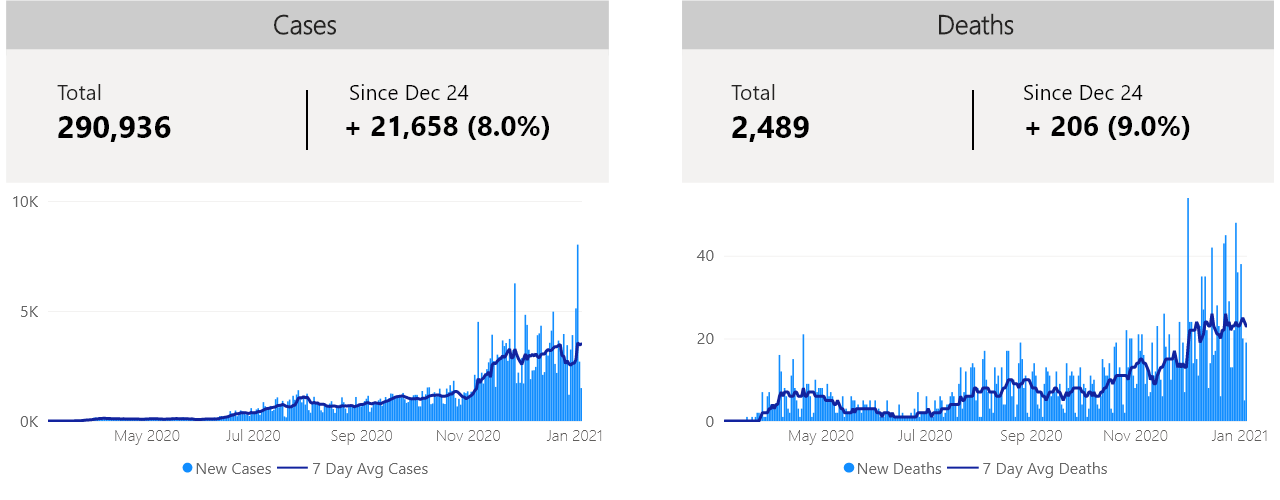 Cases
Total
290,936
Since Dec 24
+ 21,658 (8.0%)
10K
5K
0K
May 2020 Jul 2020 Sep 2020 Nov 2020 Jan 2021
New Cases 7 Day Avg Cases
Deaths
Total
2,489
Since Dec 24
+ 206 (9.0%)
40
20
0
May 2020 Jul 2020 Sep 2020 Nov 2020 Jan 2021
New Deaths 7 Day Avg Deaths